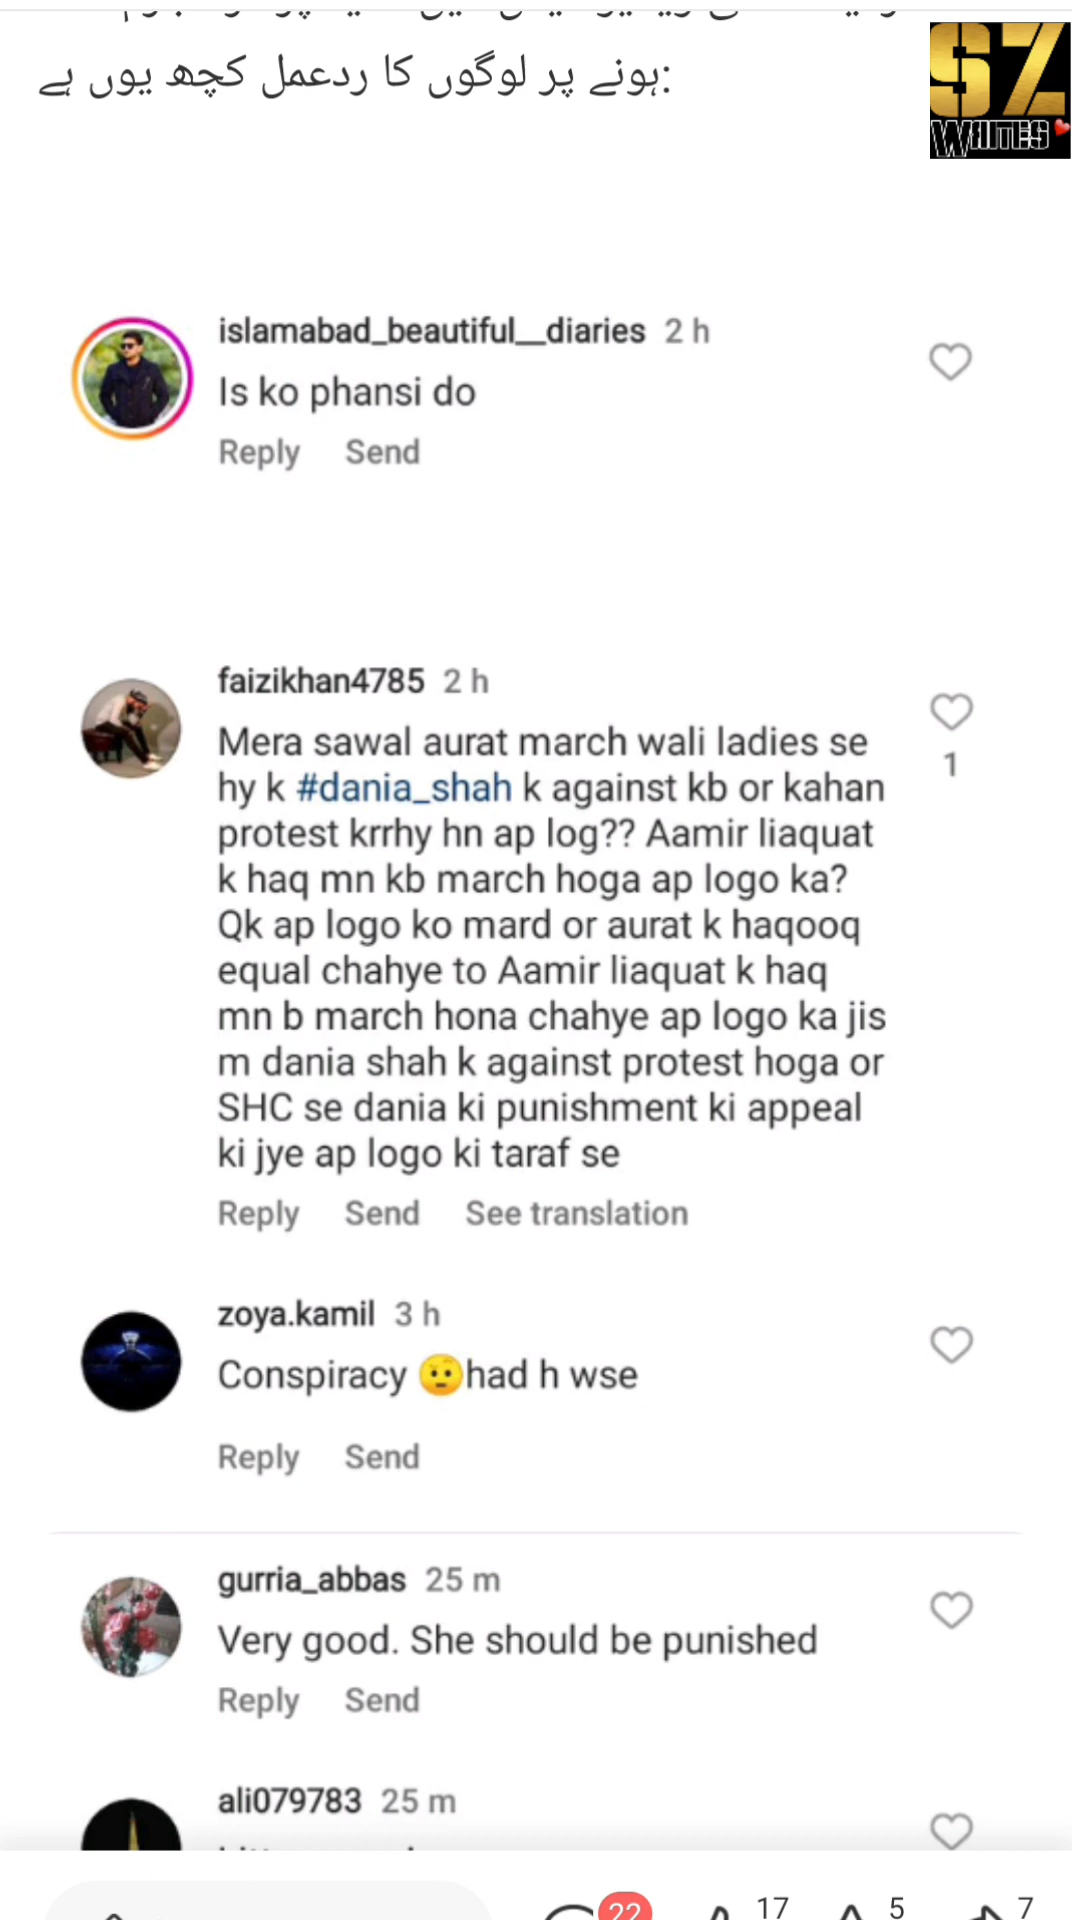 ہونے پر لوگوں کا ردعمل کچھ یوں ہے:
SZ
WRITES
islamabad_beautiful__diaries 2 h
Is ko phansi do
Reply Send
faizikhan4785 2 h
Mera sawal aurat march wali ladies se
hy k #dania_shah k against kb or kahan
protest krrhy hn ap log?? Aamir liaquat
1
k haq mn kb march hoga ap logo ka?
Qk ap logo ko mard or aurat k haqooq
equal chahye to Aamir liaquat k haq
mn b march hona chahye ap logo ka jis
m dania shah k against protest hoga or
SHC se dania ki punishment ki appeal
ki jye ap logo ki taraf se
Reply Send See translation
zoya.kamil 3 h
Conspiracy 🤨had h wse
Reply Send
gurria_abbas 25 m
Very good. She should be punished
Reply Send
ali079783 25 m
22 17 5 7